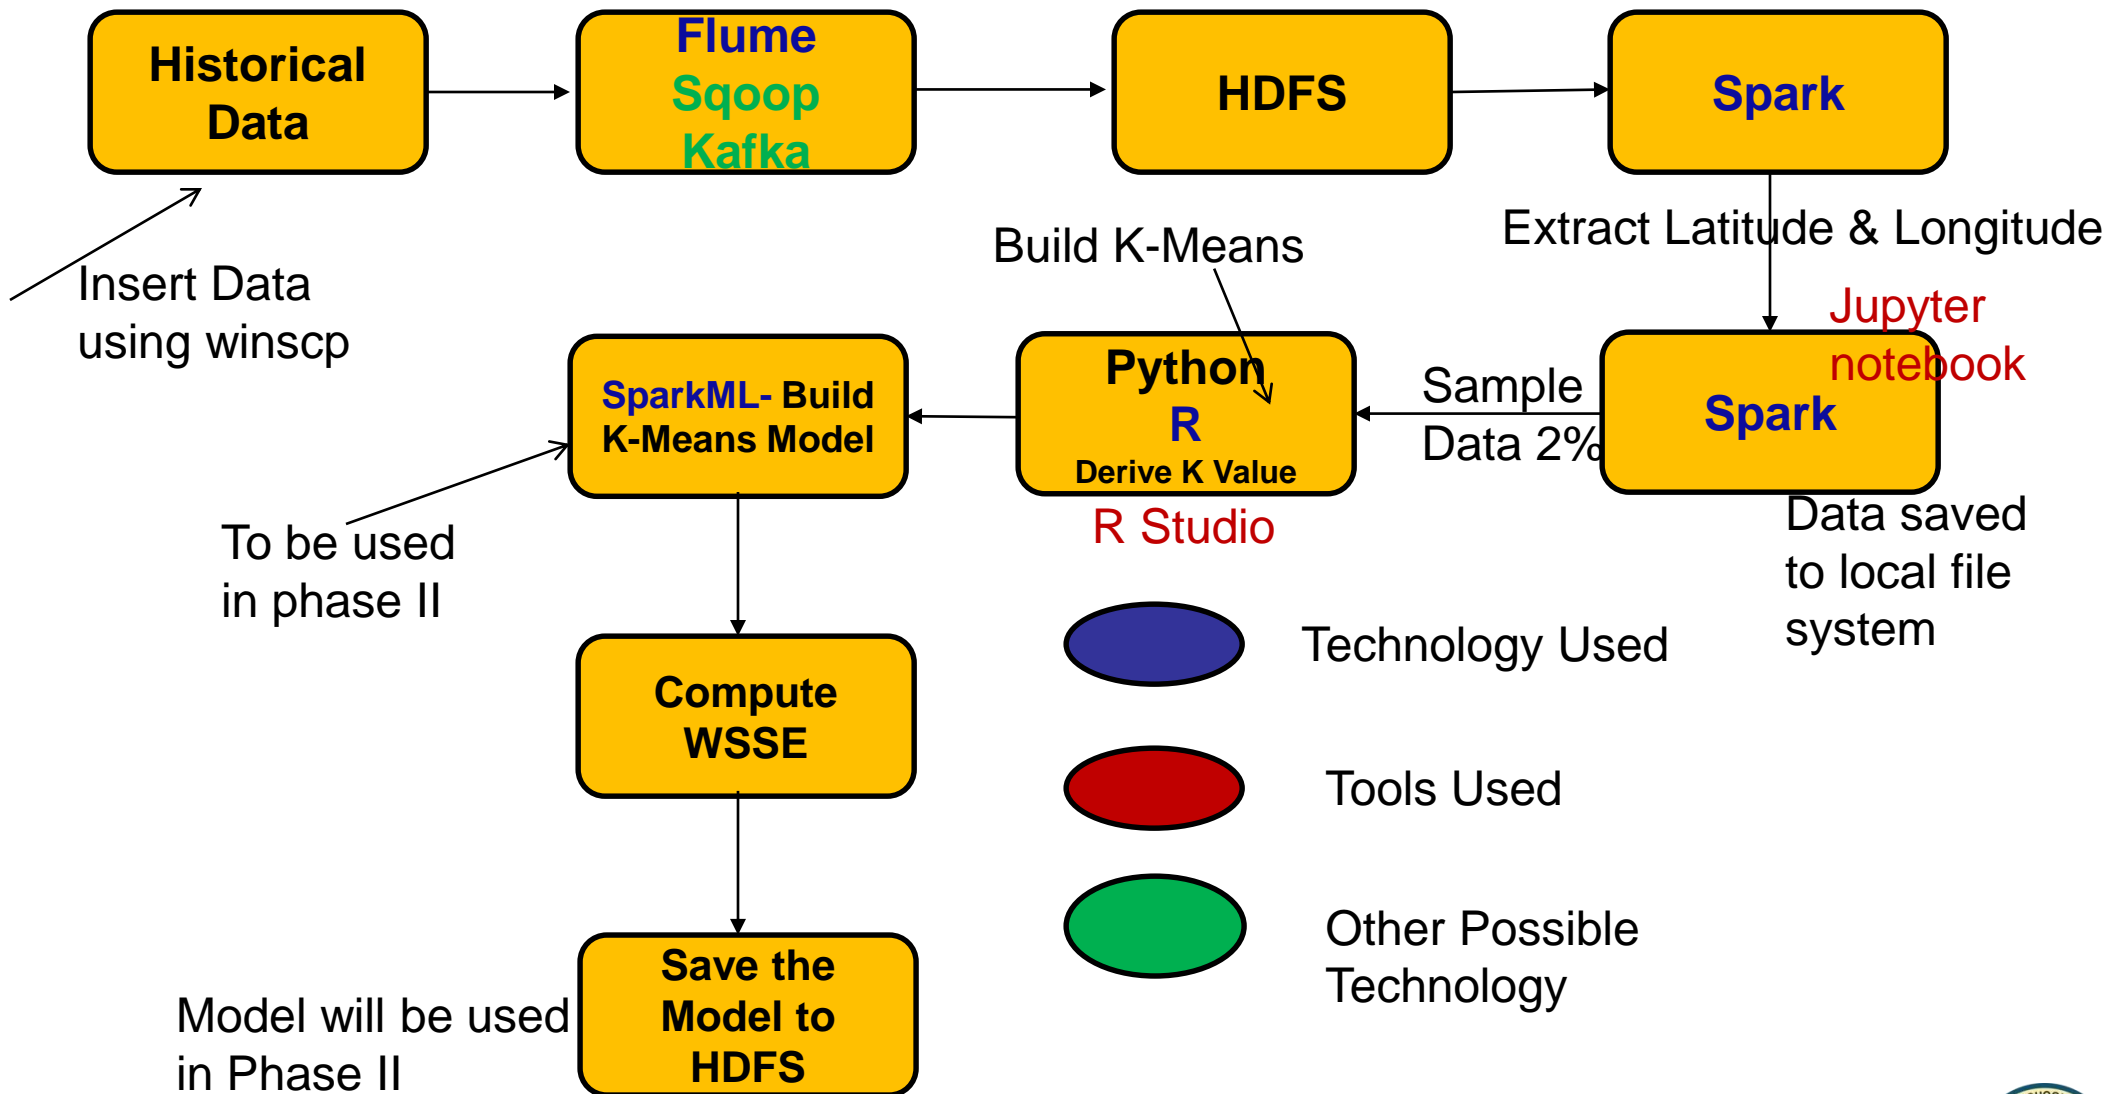 Historical
Data
Flume
Sqoop
Kafka
HDFS
Spark
Insert Data
using winscp
Build K-Means
Extract Latitude & Longitude
Jupyter
notebook
SparkML- Build
K-Means Model
Python
R
Derive K Value
R Studio
Sample
Data 2%
Spark
Data saved
to local file
system
To be used
in phase II
Compute
WSSE
Save the
Model to
HDFS
Model will be used
in Phase II
Technology Used
Tools Used
Other Possible
Technology